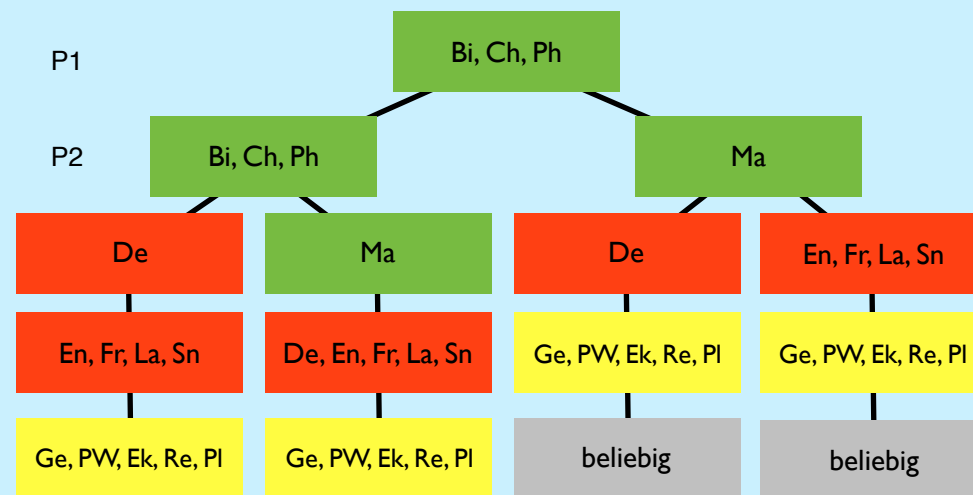 P1
Bi, Ch, Ph
P2
Bi, Ch, Ph
Ma
De
Ma
De
En, Fr, La, Sn
En, Fr, La, Sn
De, En, Fr, La, Sn
Ge, PW, Ek, Re, Pl
Ge, PW, Ek, Re, Pl
Ge, PW, Ek, Re, Pl
Ge, PW, Ek, Re, Pl
beliebig
beliebig